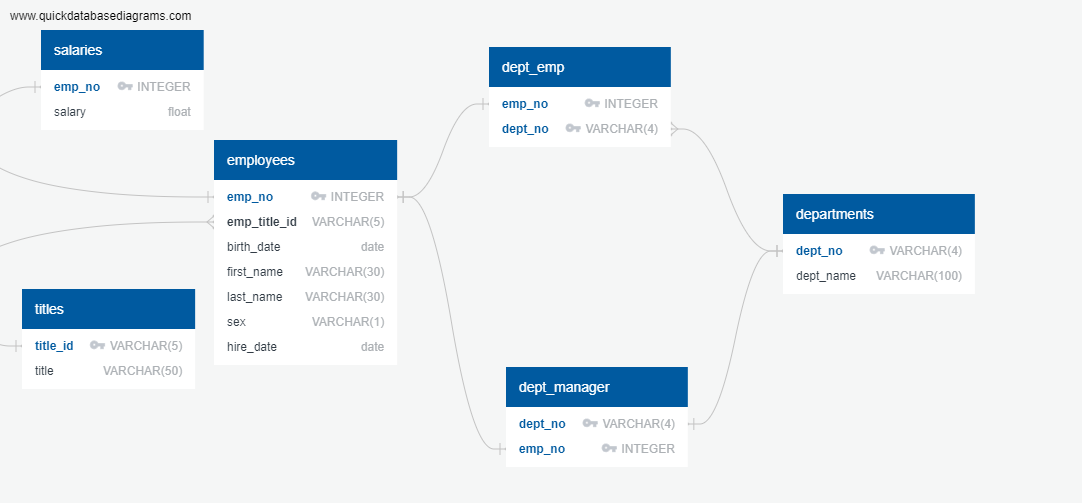 www.quickdatabasediagrams.com
salaries
emp_no INTEGER
salary float
employees
emp_no INTEGER
emp_title_id VARCHAR(5)
birth_date date
first_name VARCHAR(30)
last_name VARCHAR(30)
sex VARCHAR(1)
hire_date date
titles
title_id VARCHAR(5)
title VARCHAR(50)
dept_emp
emp_no INTEGER
dept_no VARCHAR(4)
dept_manager
dept_no VARCHAR(4)
emp_no INTEGER
departments
dept_no VARCHAR(4)
dept_name VARCHAR(100)